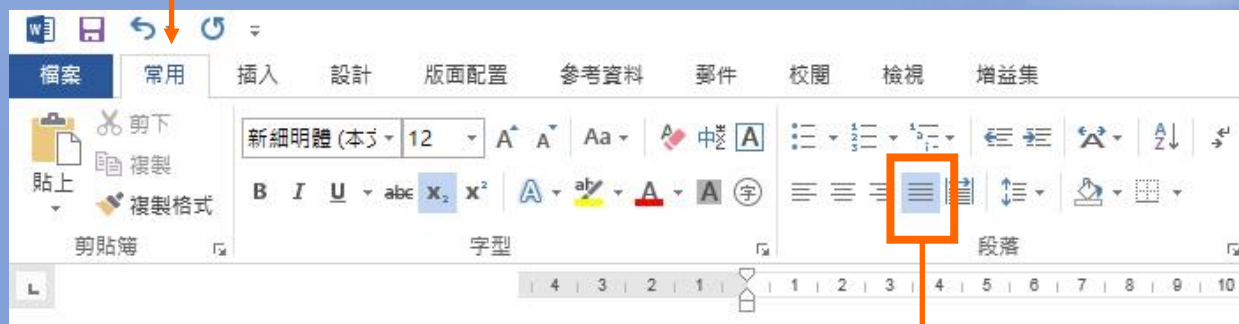 檔案 常用 插入 設計 版面配置 參考資料 郵件 校閱 檢視 增益集
剪下
複製
貼上
複製格式
新細明體 (本文 12 A A Aa 中 A
B I U abc X₂ X² A ab A A 字
剪貼簿 字型 段落
L 4 3 2 1 1 2 3 4 5 6 7 8 9 10